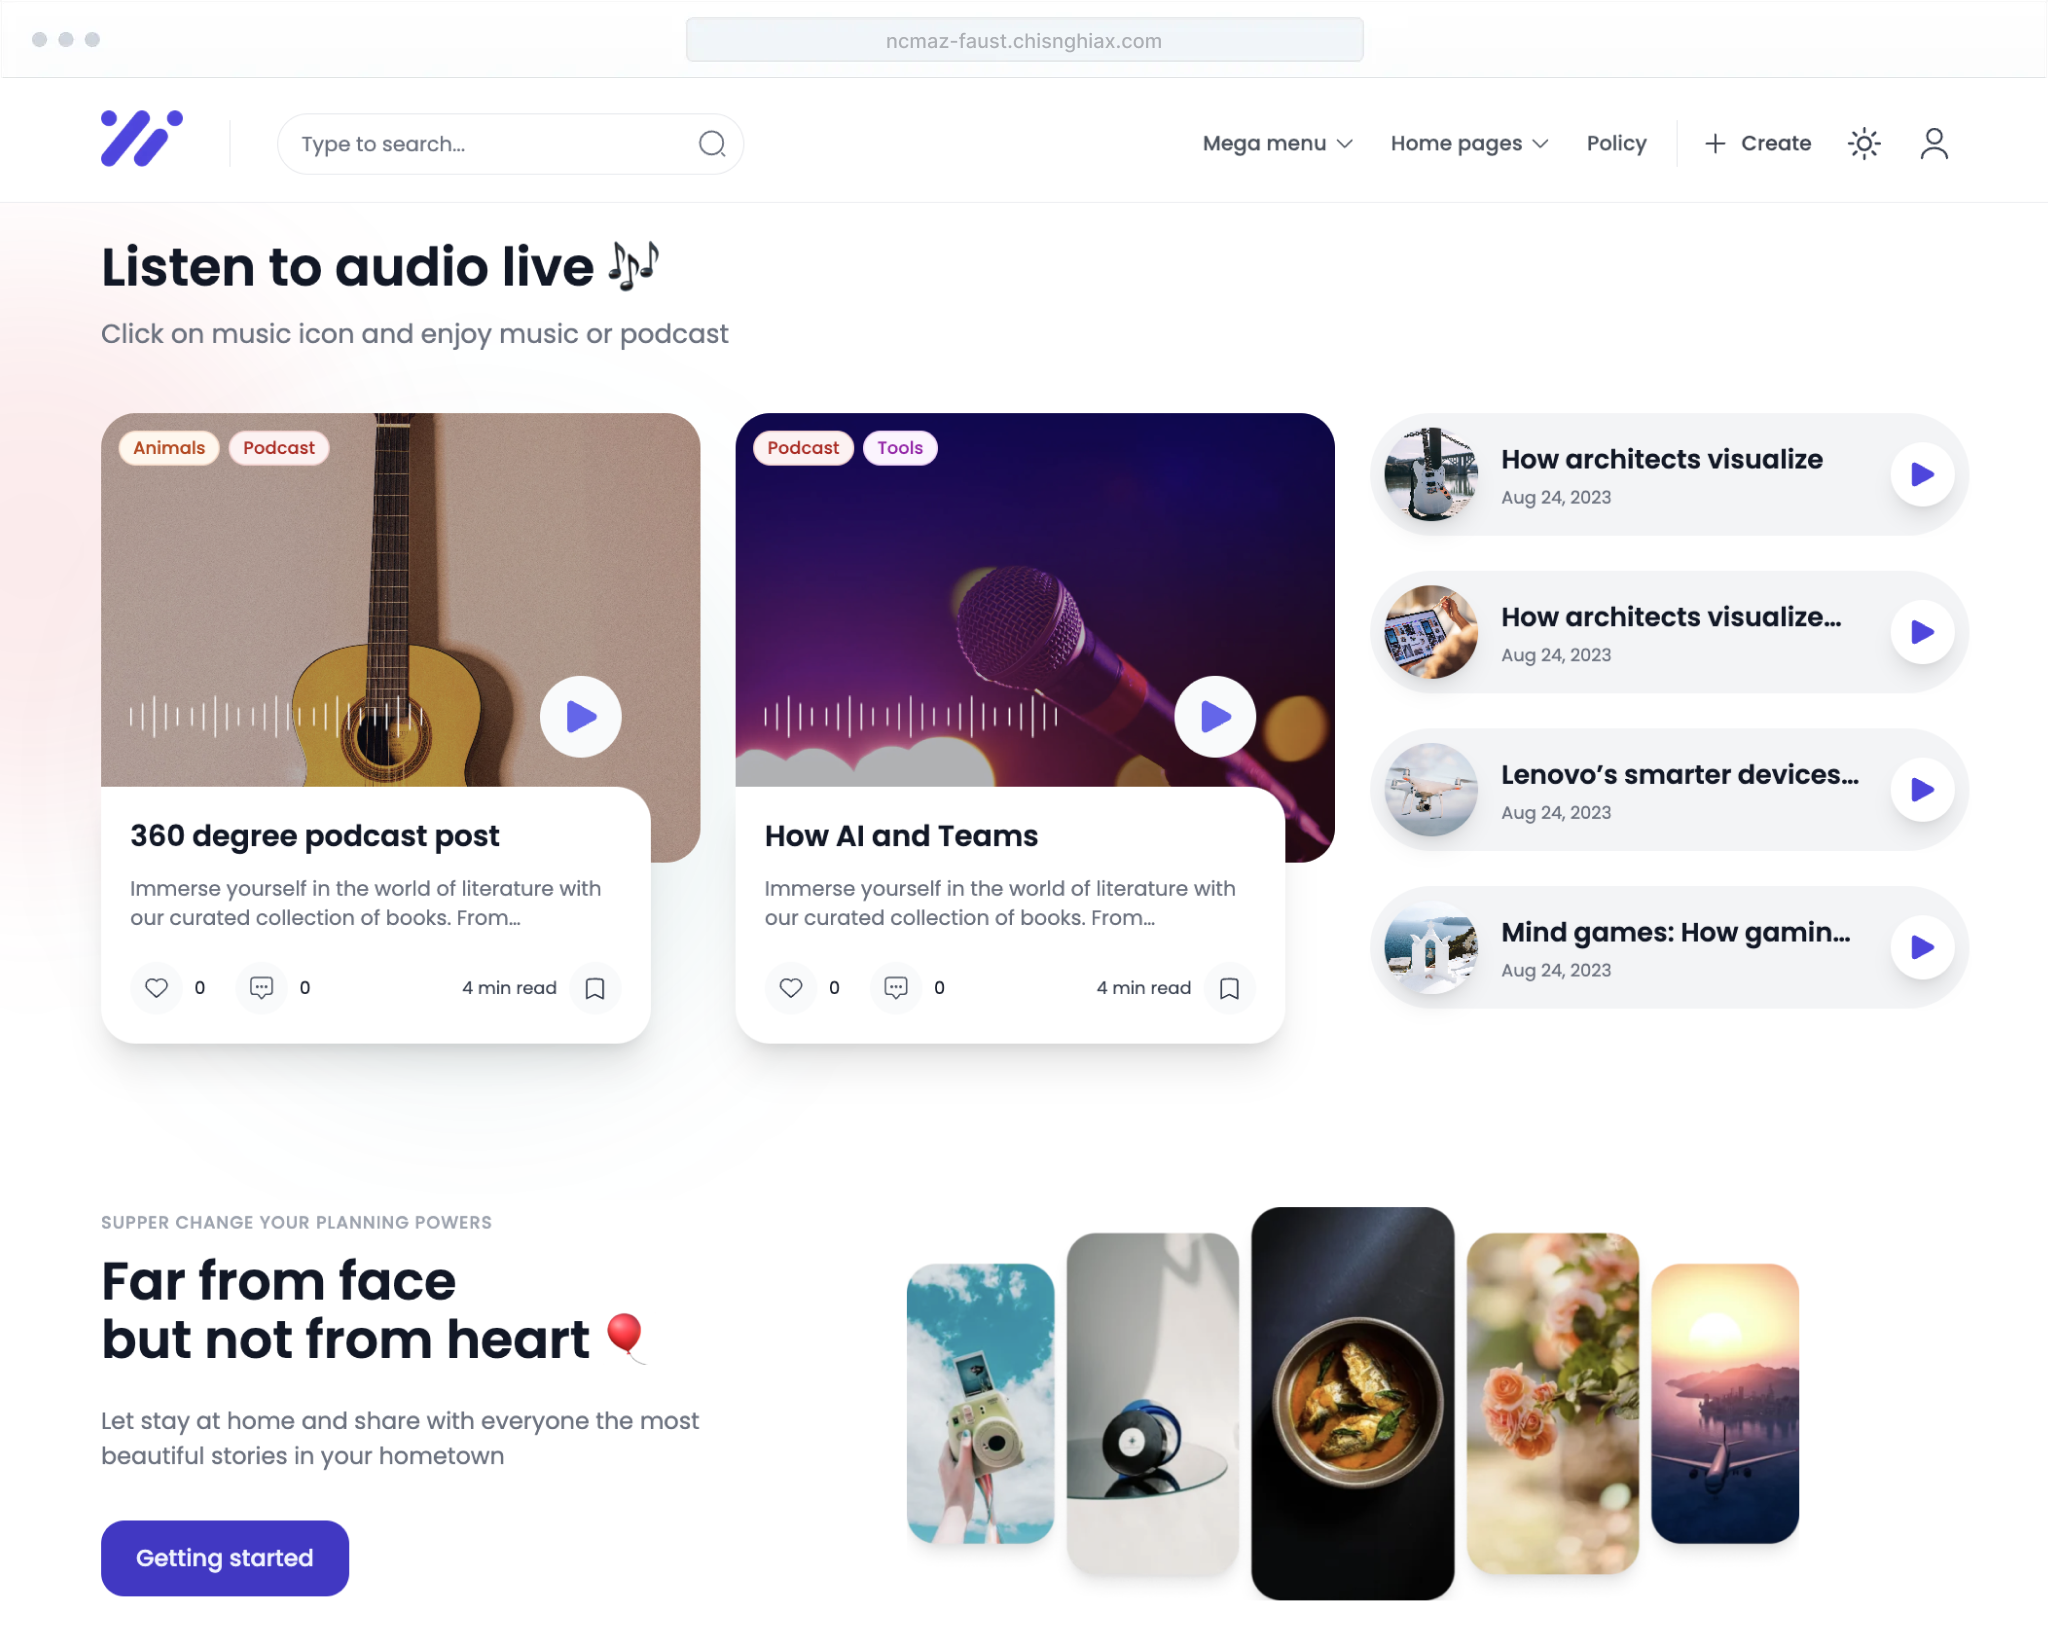 ncmaz-faust.chisnghiax.com
Type to search...
Mega menu
Home pages
Policy
Create
Listen to audio live 🎶
Click on music icon and enjoy music or podcast
Animals
Podcast
360 degree podcast post
Immerse yourself in the world of literature with
our curated collection of books. From...
0
0
4 min read
Podcast
Tools
How AI and Teams
Immerse yourself in the world of literature with
our curated collection of books. From...
0
0
4 min read
How architects visualize
Aug 24, 2023
How architects visualize...
Aug 24, 2023
Lenovo’s smarter devices...
Aug 24, 2023
Mind games: How gamin...
Aug 24, 2023
SUPPER CHANGE YOUR PLANNING POWERS
Far from face
but not from heart 🎈
Let stay at home and share with everyone the most
beautiful stories in your hometown
Getting started